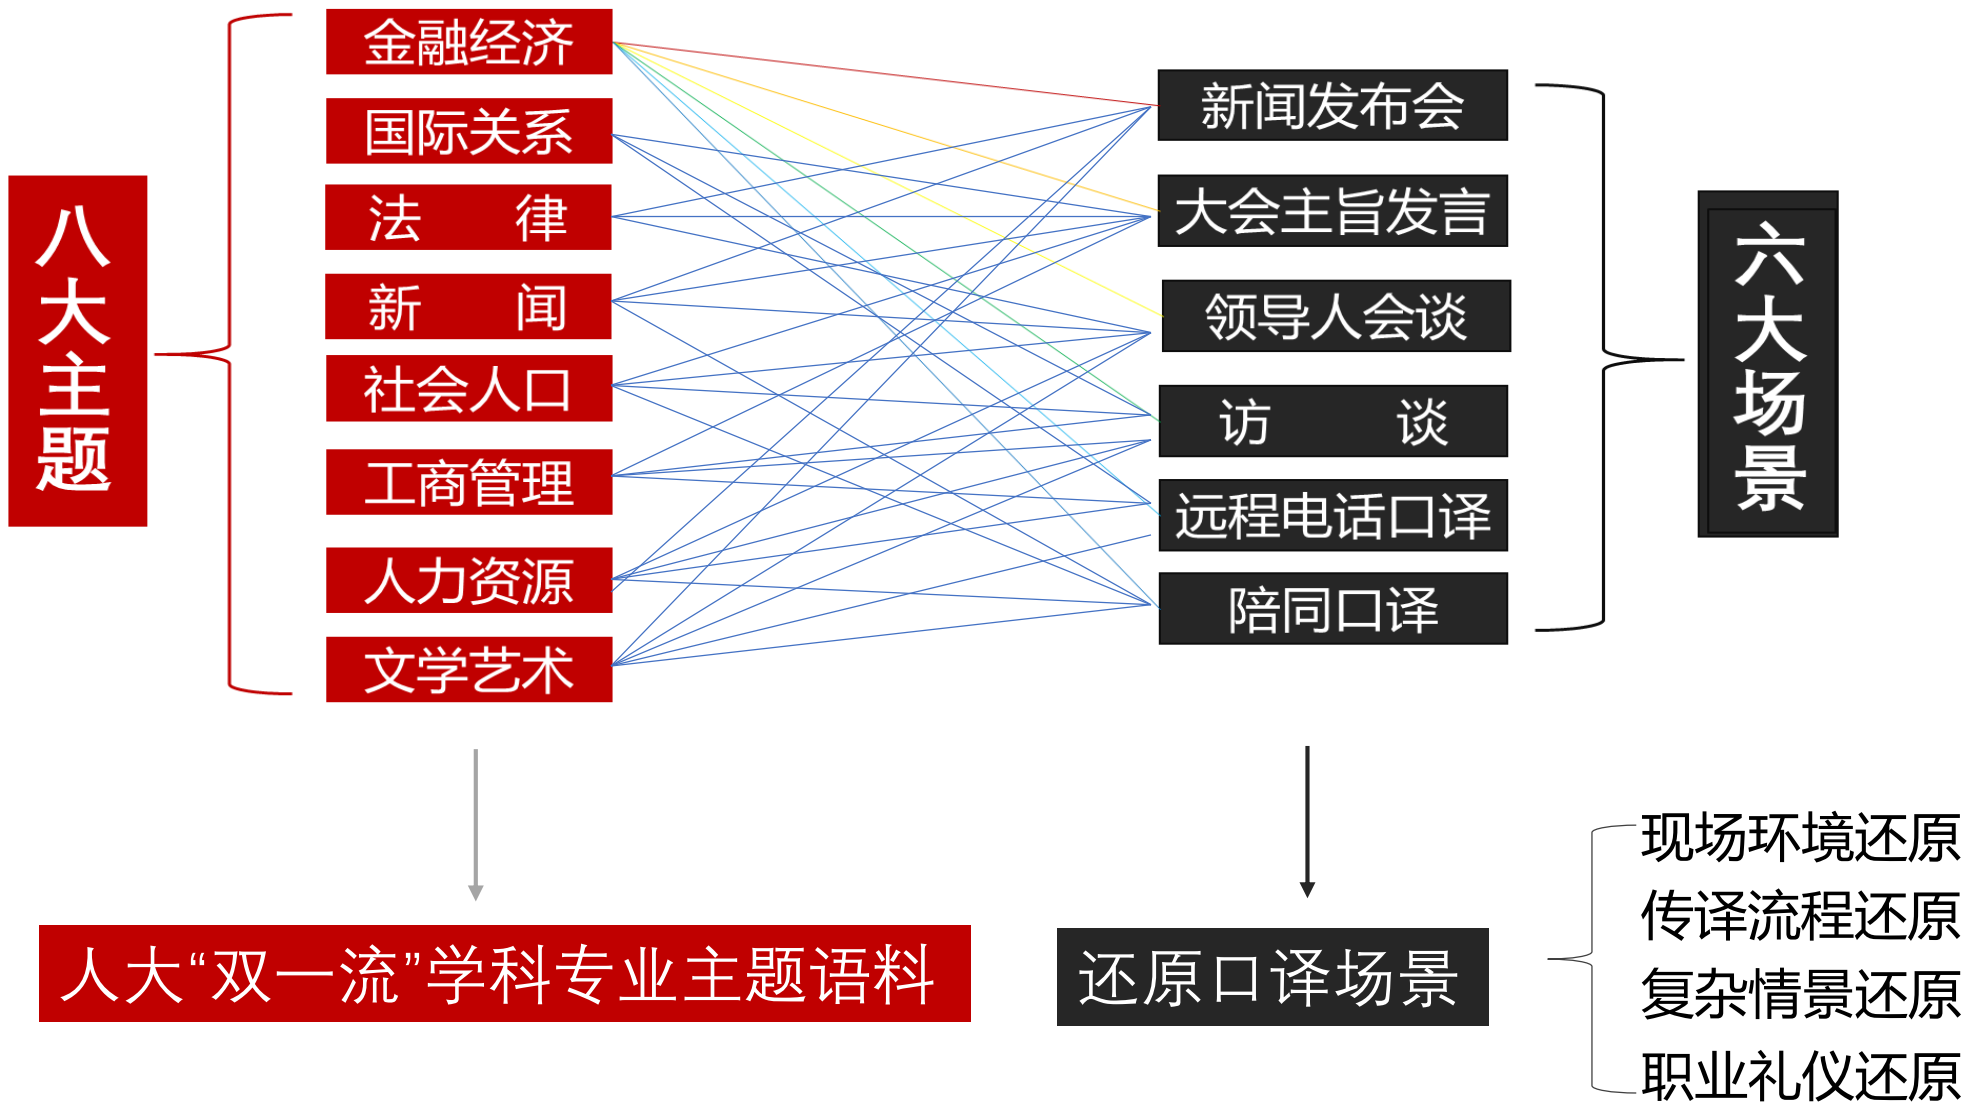 八大主题
金融经济
国际关系
法 律
新 闻
社会人口
工商管理
人力资源
文学艺术
新闻发布会
大会主旨发言
领导人会谈
访 谈
远程电话口译
陪同口译
六大场景
人大“双一流”学科专业主题语料
还原口译场景
现场环境还原
传译流程还原
复杂情景还原
职业礼仪还原